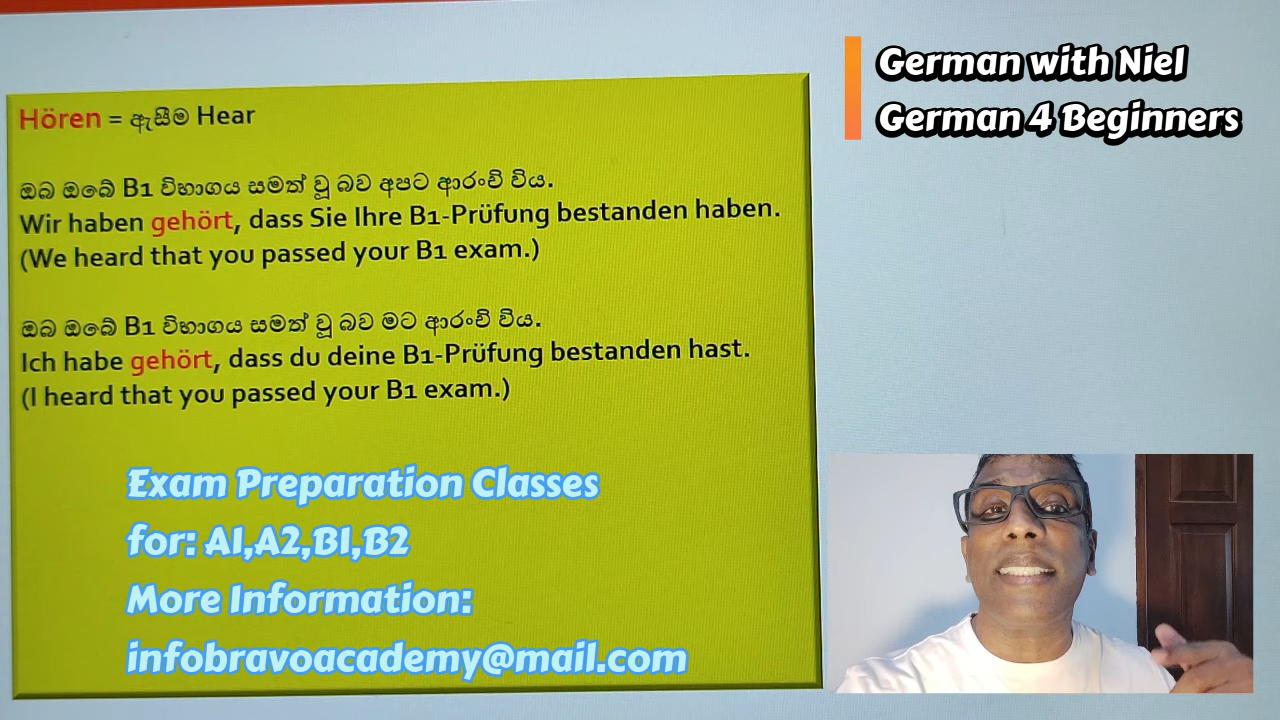 German with Niel
German 4 Beginners
Hören = ඇසීම Hear
ඔබ ඔබේ B1 විභාගය සමත් වූ බව අපට ආරංචි විය.
Wir haben gehört, dass Sie Ihre B1-Prüfung bestanden haben.
(We heard that you passed your B1 exam.)
ඔබ ඔබේ B1 විභාගය සමත් වූ බව මට ආරංචි විය.
Ich habe gehört, dass du deine B1-Prüfung bestanden hast.
(I heard that you passed your B1 exam.)
Exam Preparation Classes
for: A1,A2,B1,B2
More Information:
infobravoacademy@mail.com